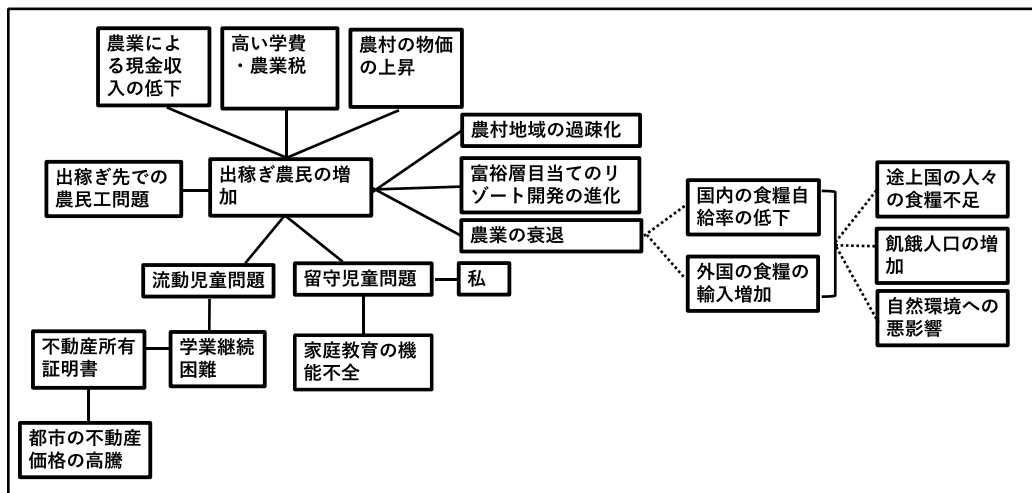 農業によ
る現金収
入の低下
高い学費
・農業税
農村の物価
の上昇
農村地域の過疎化
出稼ぎ先での
農民工問題
出稼ぎ農民の増
加
富裕層目当てのリ
ゾート開発の進化
農業の衰退
国内の食糧自
給率の低下
外国の食糧の
輸入増加
途上国の人々
の食糧不足
飢餓人口の増
加
自然環境への
悪影響
流動児童問題
留守児童問題
私
不動産所有
証明書
学業継続
困難
家庭教育の機
能不全
都市の不動産
価格の高騰